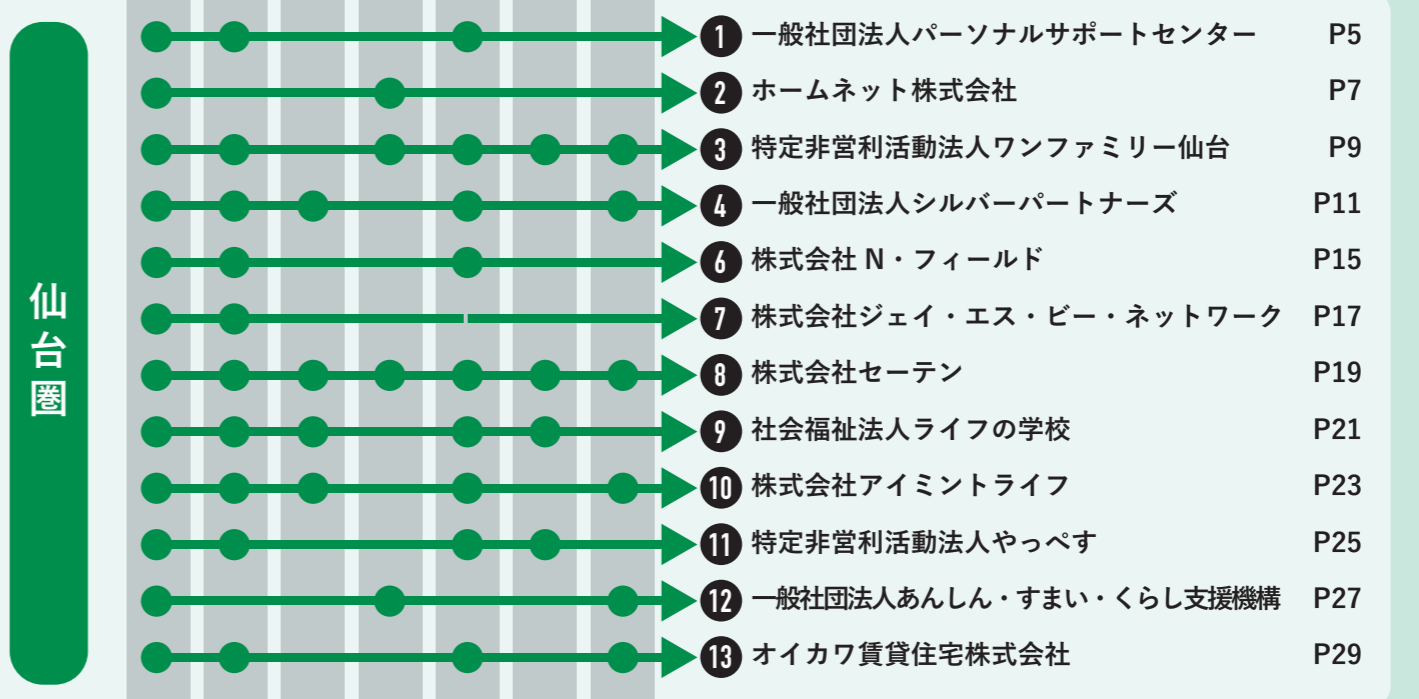 仙台圏
1 一般社団法人パーソナルサポートセンター P5
2 ホームネット株式会社 P7
3 特定非営利活動法人ワンファミリー仙台 P9
4 一般社団法人シルバーパートナーズ P11
6 株式会社 N・フィールド P15
7 株式会社ジェイ・エス・ビー・ネットワーク P17
8 株式会社セーテン P19
9 社会福祉法人ライフの学校 P21
10 株式会社アイミントライフ P23
11 特定非営利活動法人やっぺす P25
12 一般社団法人あんしん・すまい・くらし支援機構 P27
13 オイカワ賃貸住宅株式会社 P29